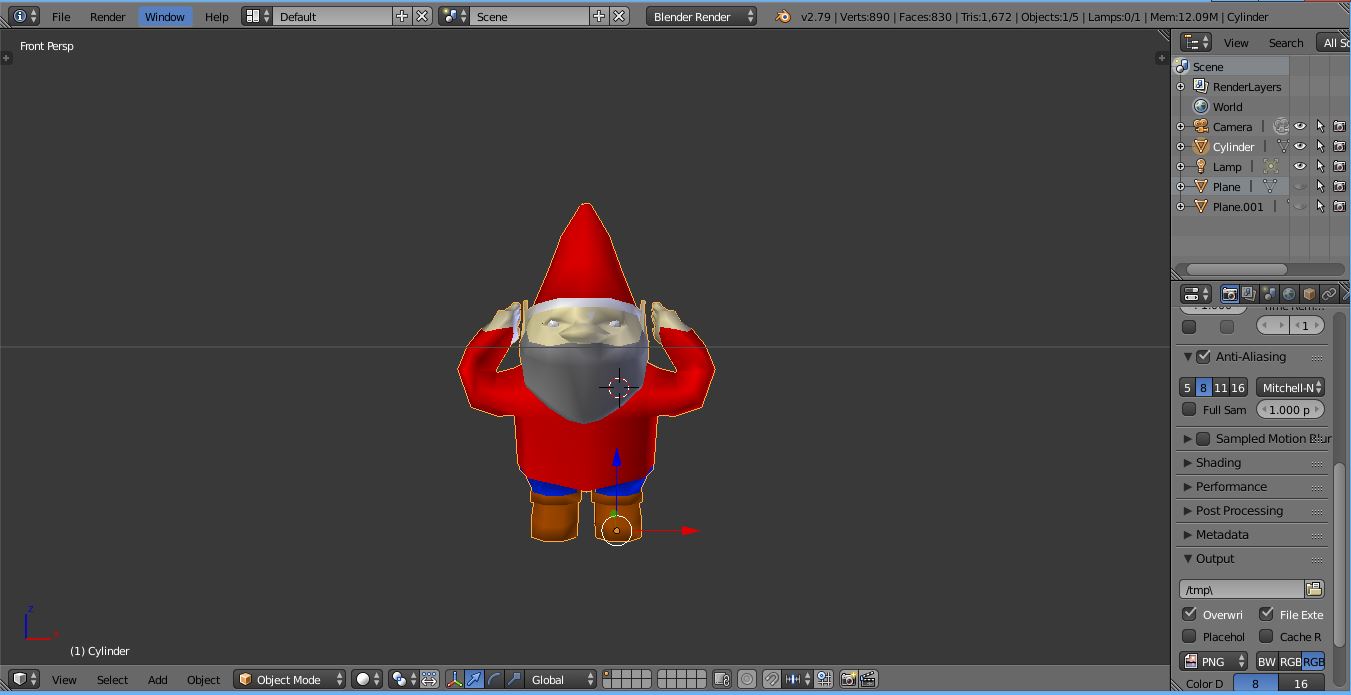 File Render Window Help Default Scene Blender Render v2.79 | Verts:890 | Faces:830 | Tris:1,672 | Objects:1/5 | Lamps:0/1 | Mem:12.09M | Cylinder
Front Persp
View Search All Sc
Scene
RenderLayers
World
Camera
Cylinder
Lamp
Plane
Plane.001
1
Anti-Aliasing
5 8 11 16 Mitchell-N
Full Sam 1.000 p
Sampled Motion Blur
Shading
Performance
Post Processing
Metadata
Output
/tmp\
Overwri File Exte
Placehol Cache R
PNG BW RGB RGB
Color D 8 16
z
x
(1) Cylinder
View Select Add Object Object Mode Global